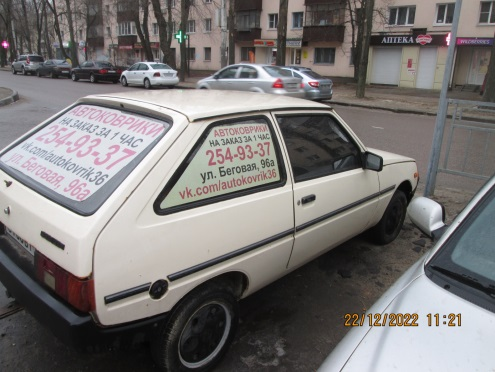 АПТЕКА
АВТОКОВРИКИ
НА ЗАКАЗ ЗА 1 ЧАС
254-93-37
ул. Беговая, 96а
vk.com/autokovrik36
АВТОКОВРИКИ
НА ЗАКАЗ ЗА 1 ЧАС
254-93-37
ул. Беговая, 96а
vk.com/autokovrik36
22/12/2022 11:21